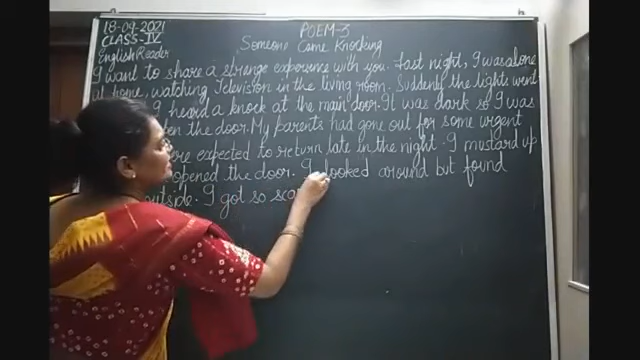 18-09-2021
CLASS-IV
English Reader
POEM-3
Someone Came Knocking
I want to share a strange experience with you. Last night, I was alone
at home, watching Television in the living room. Suddenly the lights went
I heard a knock at the main door. It was dark so I was
the door. My parents had gone out for some urgent
expected to return late in the night. I mustard up
opened the door. I looked around but found
outside. I got so